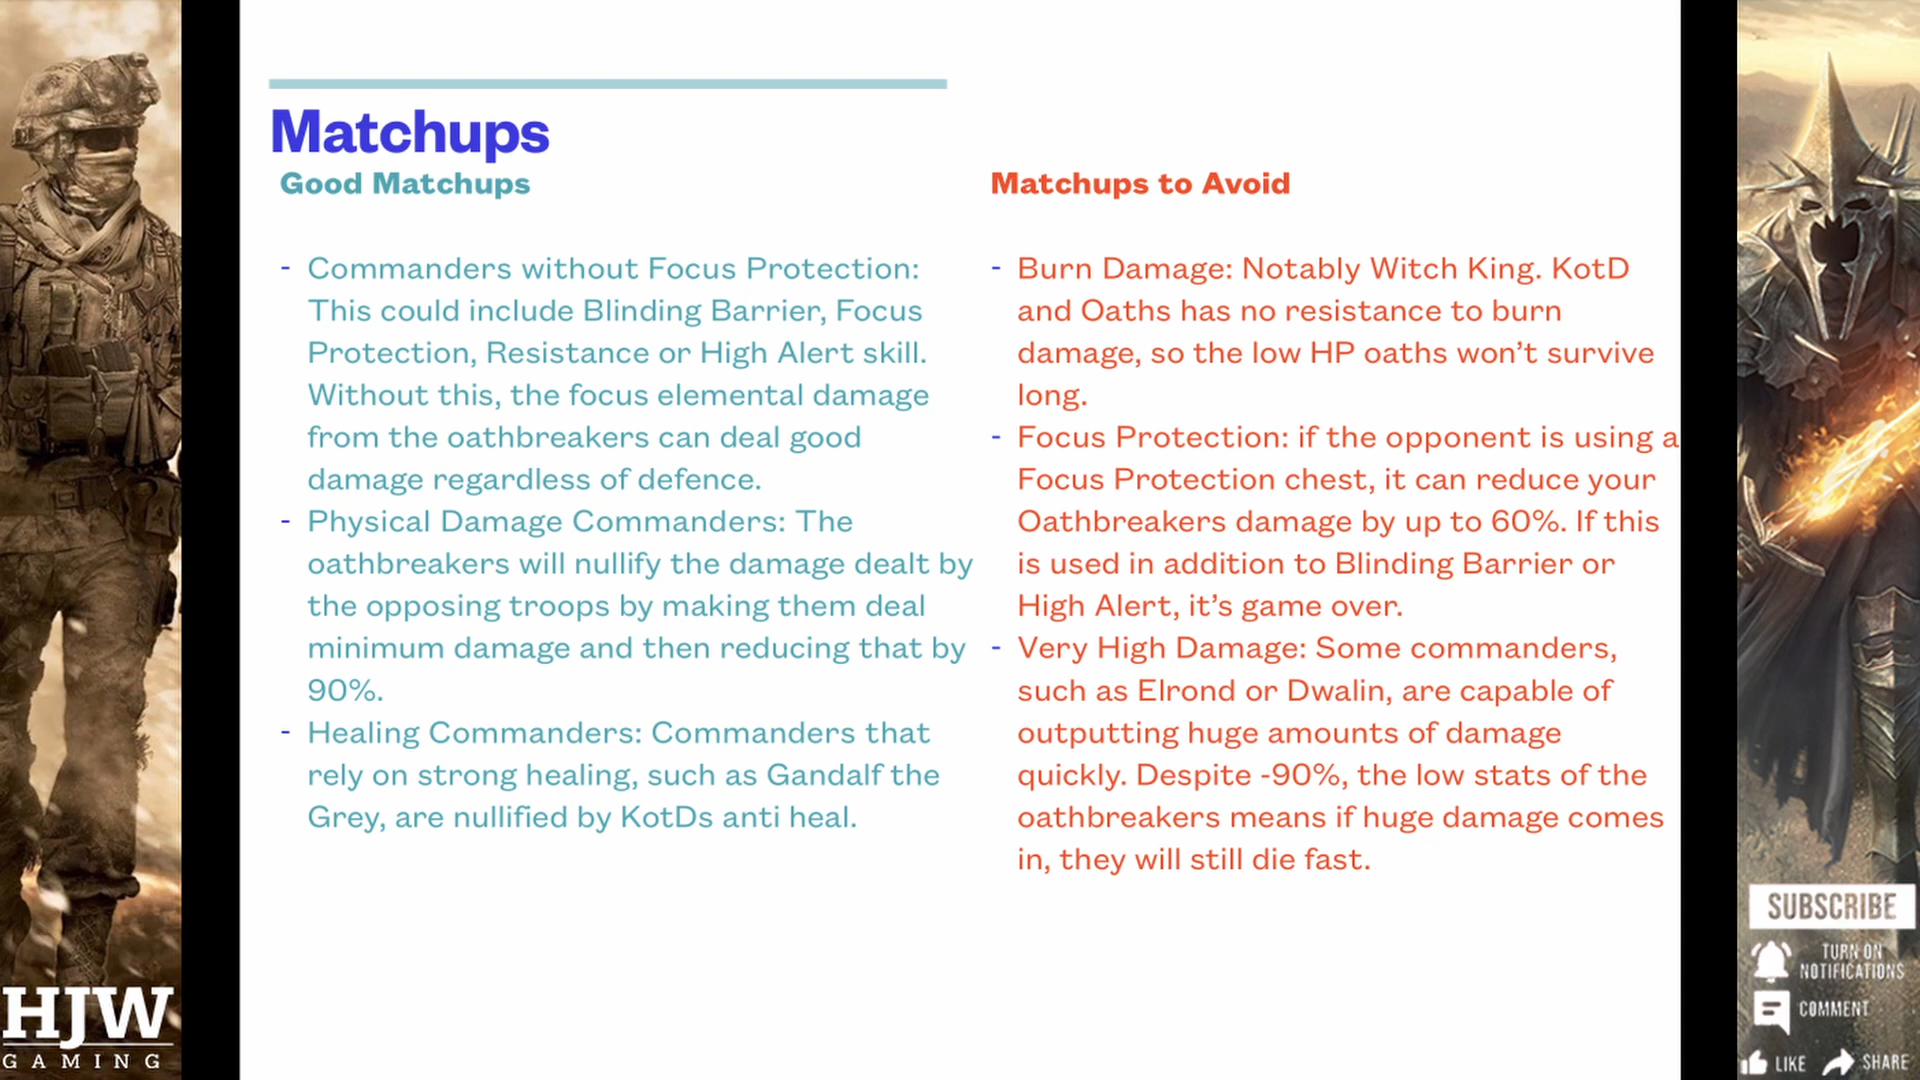 Matchups
Good Matchups
- Commanders without Focus Protection:
This could include Blinding Barrier, Focus
Protection, Resistance or High Alert skill.
Without this, the focus elemental damage
from the oathbreakers can deal good
damage regardless of defence.
- Physical Damage Commanders: The
oathbreakers will nullify the damage dealt by
the opposing troops by making them deal
minimum damage and then reducing that by
90%.
- Healing Commanders: Commanders that
rely on strong healing, such as Gandalf the
Grey, are nullified by KotDs anti heal.
Matchups to Avoid
- Burn Damage: Notably Witch King. KotD
and Oaths has no resistance to burn
damage, so the low HP oaths won't survive
long.
- Focus Protection: if the opponent is using a
Focus Protection chest, it can reduce your
Oathbreakers damage by up to 60%. If this
is used in addition to Blinding Barrier or
High Alert, it's game over.
- Very High Damage: Some commanders,
such as Elrond or Dwalin, are capable of
outputting huge amounts of damage
quickly. Despite -90%, the low stats of the
oathbreakers means if huge damage comes
in, they will still die fast.
HJW
GAMING
SUBSCRIBE
TURN ON
NOTIFICATIONS
COMMENT
LIKE SHARE